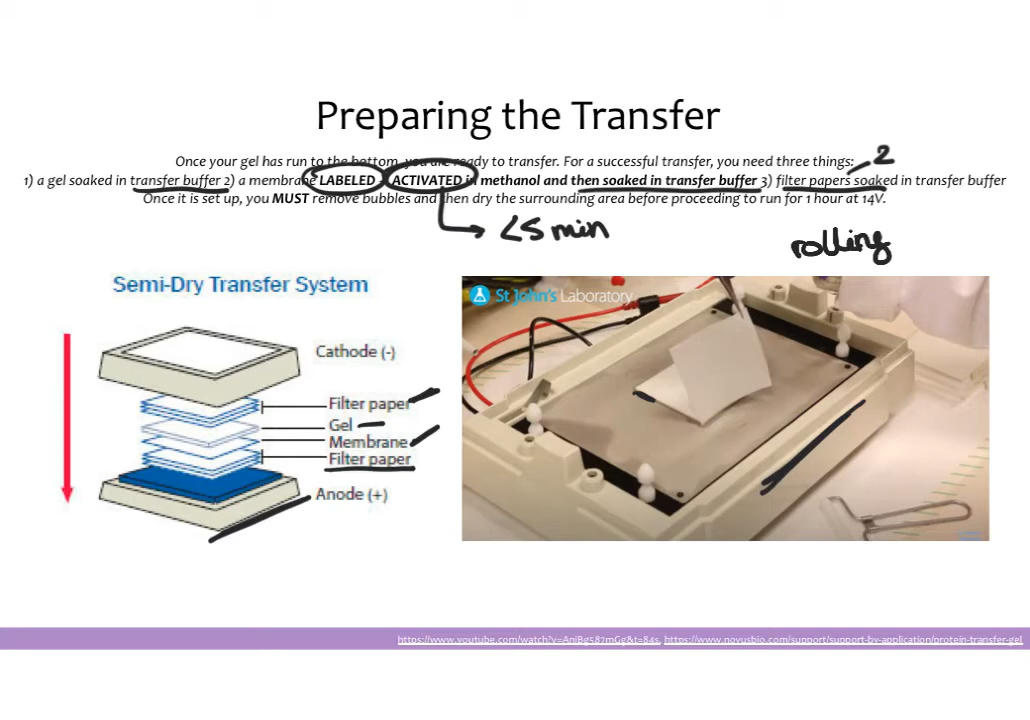 Preparing the Transfer
Once your gel has run to the bottom, you are ready to transfer. For a successful transfer, you need three things:
2
1) a gel soaked in transfer buffer 2) a membrane LABELED ACTIVATED in methanol and then soaked in transfer buffer 3) filter papers soaked in transfer buffer
Once it is set up, you MUST remove bubbles and then dry the surrounding area before proceeding to run for 1 hour at 14V.
<5 min
rolling
Semi-Dry Transfer System
Cathode (-)
Filter paper
Gel
Membrane
Filter paper
Anode (+)
St John's Laboratory
https://www.youtube.com/watch?v=AniBg587mGg&t=84s, https://www.novusbio.com/support/support-by-application/protein-transfer-gel